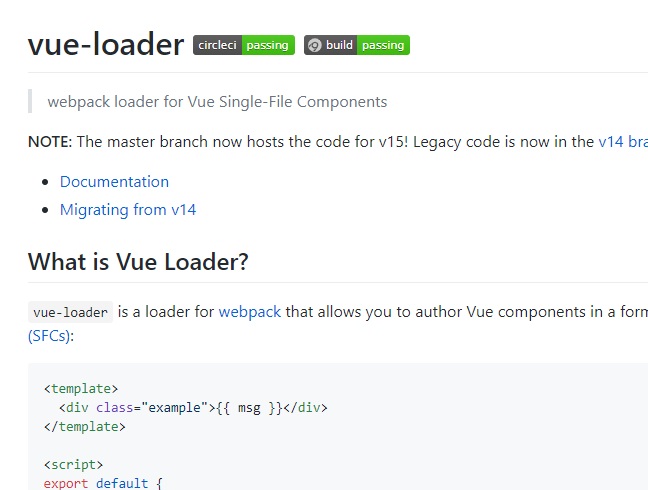 vue-loader circleci passing build passing
webpack loader for Vue Single-File Components
NOTE: The master branch now hosts the code for v15! Legacy code is now in the v14 bra
Documentation
Migrating from v14
What is Vue Loader?
vue-loader is a loader for webpack that allows you to author Vue components in a form
(SFCs):
<template>
  <div class="example">{{ msg }}</div>
</template>
<script>
export default {